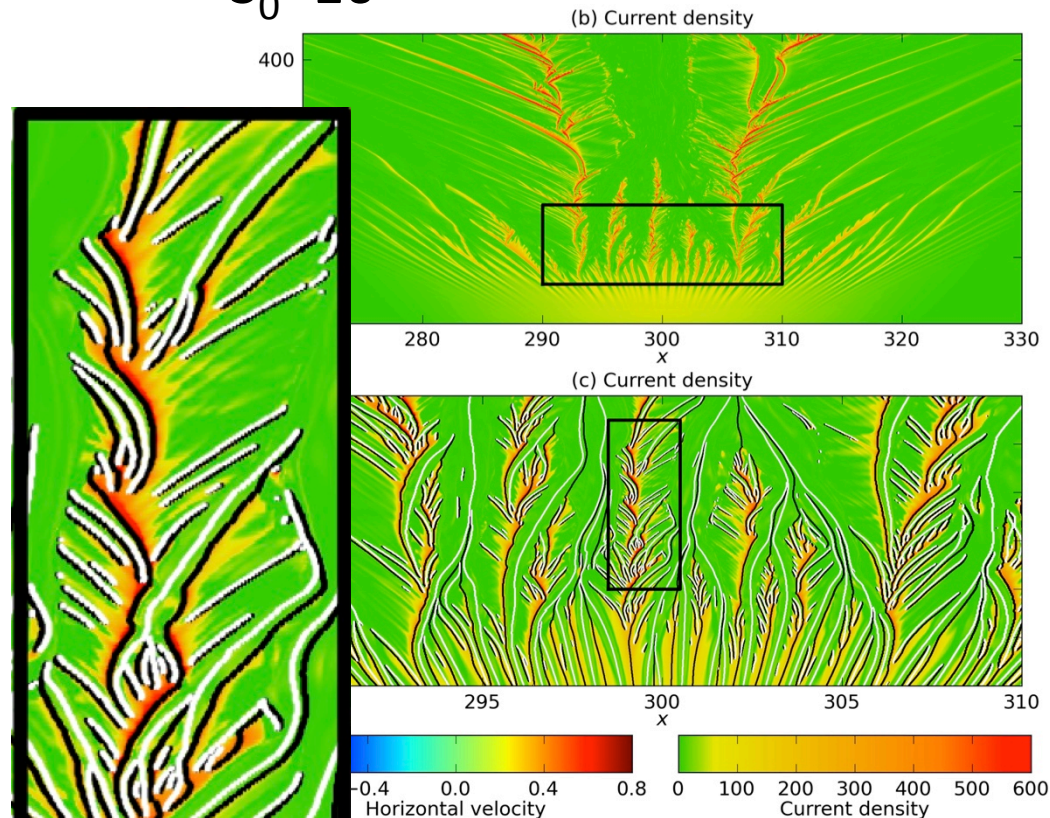 (b) Current density
400
280 290 300 310 320 330
x
(c) Current density
295 300 305 310
x
−0.4 0.0 0.4 0.8
Horizontal velocity
0 100 200 300 400 500 600
Current density